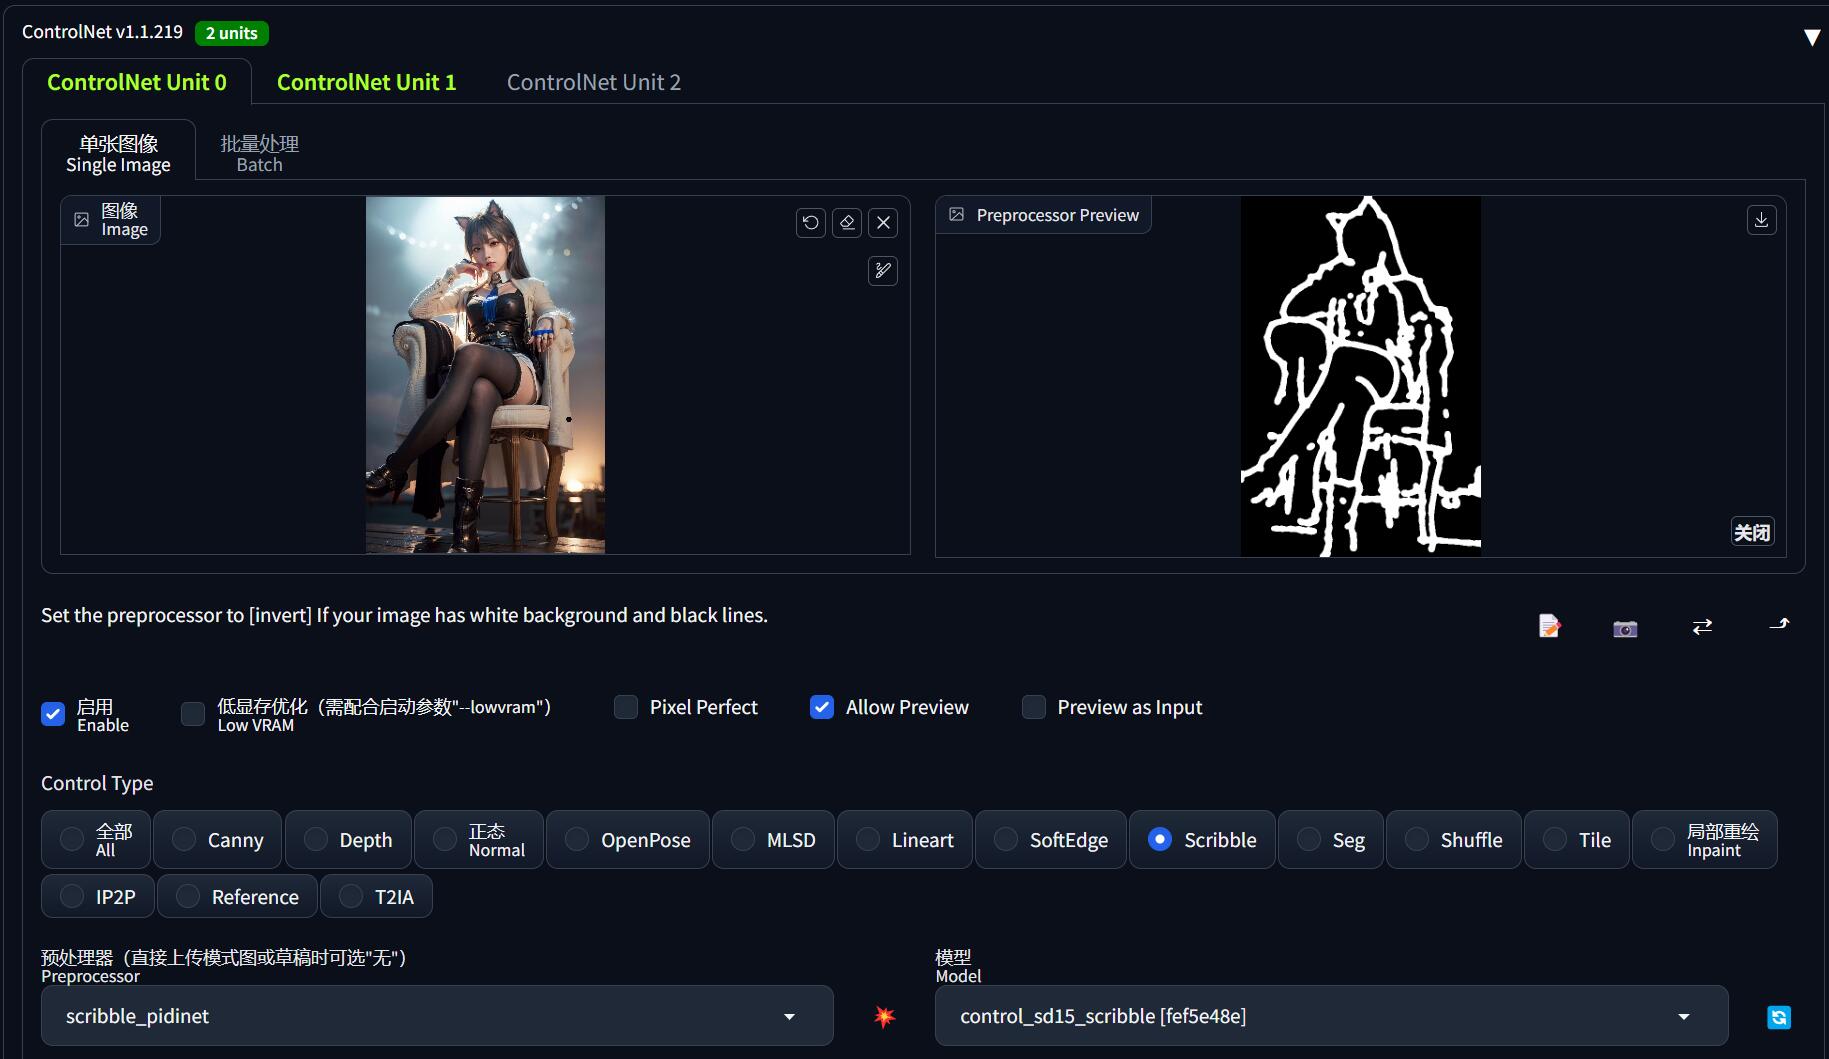 ControlNet v1.1.219
2 units
▼
ControlNet Unit 0
ControlNet Unit 1
ControlNet Unit 2
单张图像
Single Image
批量处理
Batch
图像
Image
Preprocessor Preview
关闭
Set the preprocessor to [invert] If your image has white background and black lines.
启用
Enable
低显存优化（需配合启动参数"--lowvram"）
Low VRAM
Pixel Perfect
Allow Preview
Preview as Input
Control Type
全部
All
Canny
Depth
正态
Normal
OpenPose
MLSD
Lineart
SoftEdge
Scribble
Seg
Shuffle
Tile
局部重绘
Inpaint
IP2P
Reference
T2IA
预处理器（直接上传模式图或草稿时可选"无"）
Preprocessor
模型
Model
scribble_pidinet
control_sd15_scribble [fef5e48e]